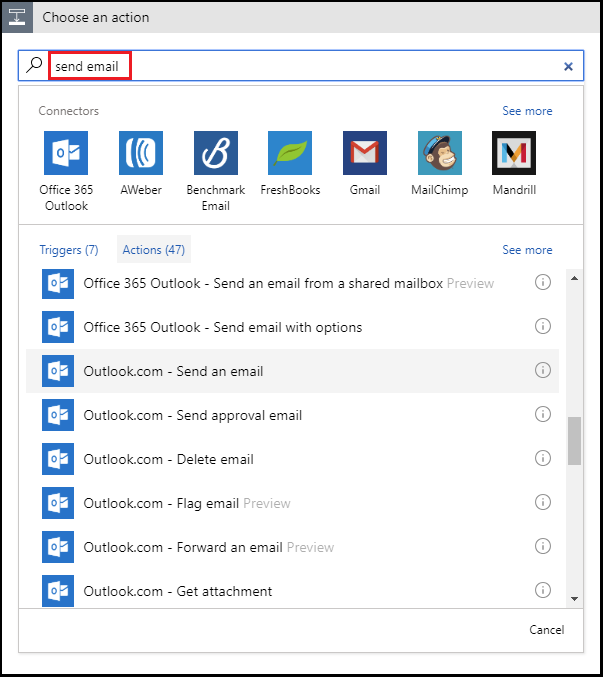 Choose an action
send email
Connectors
See more
Office 365 Outlook
AWeber
Benchmark Email
FreshBooks
Gmail
MailChimp
Mandrill
Triggers (7)
Actions (47)
See more
Office 365 Outlook - Send an email from a shared mailbox Preview
Office 365 Outlook - Send email with options
Outlook.com - Send an email
Outlook.com - Send approval email
Outlook.com - Delete email
Outlook.com - Flag email Preview
Outlook.com - Forward an email Preview
Outlook.com - Get attachment
Cancel